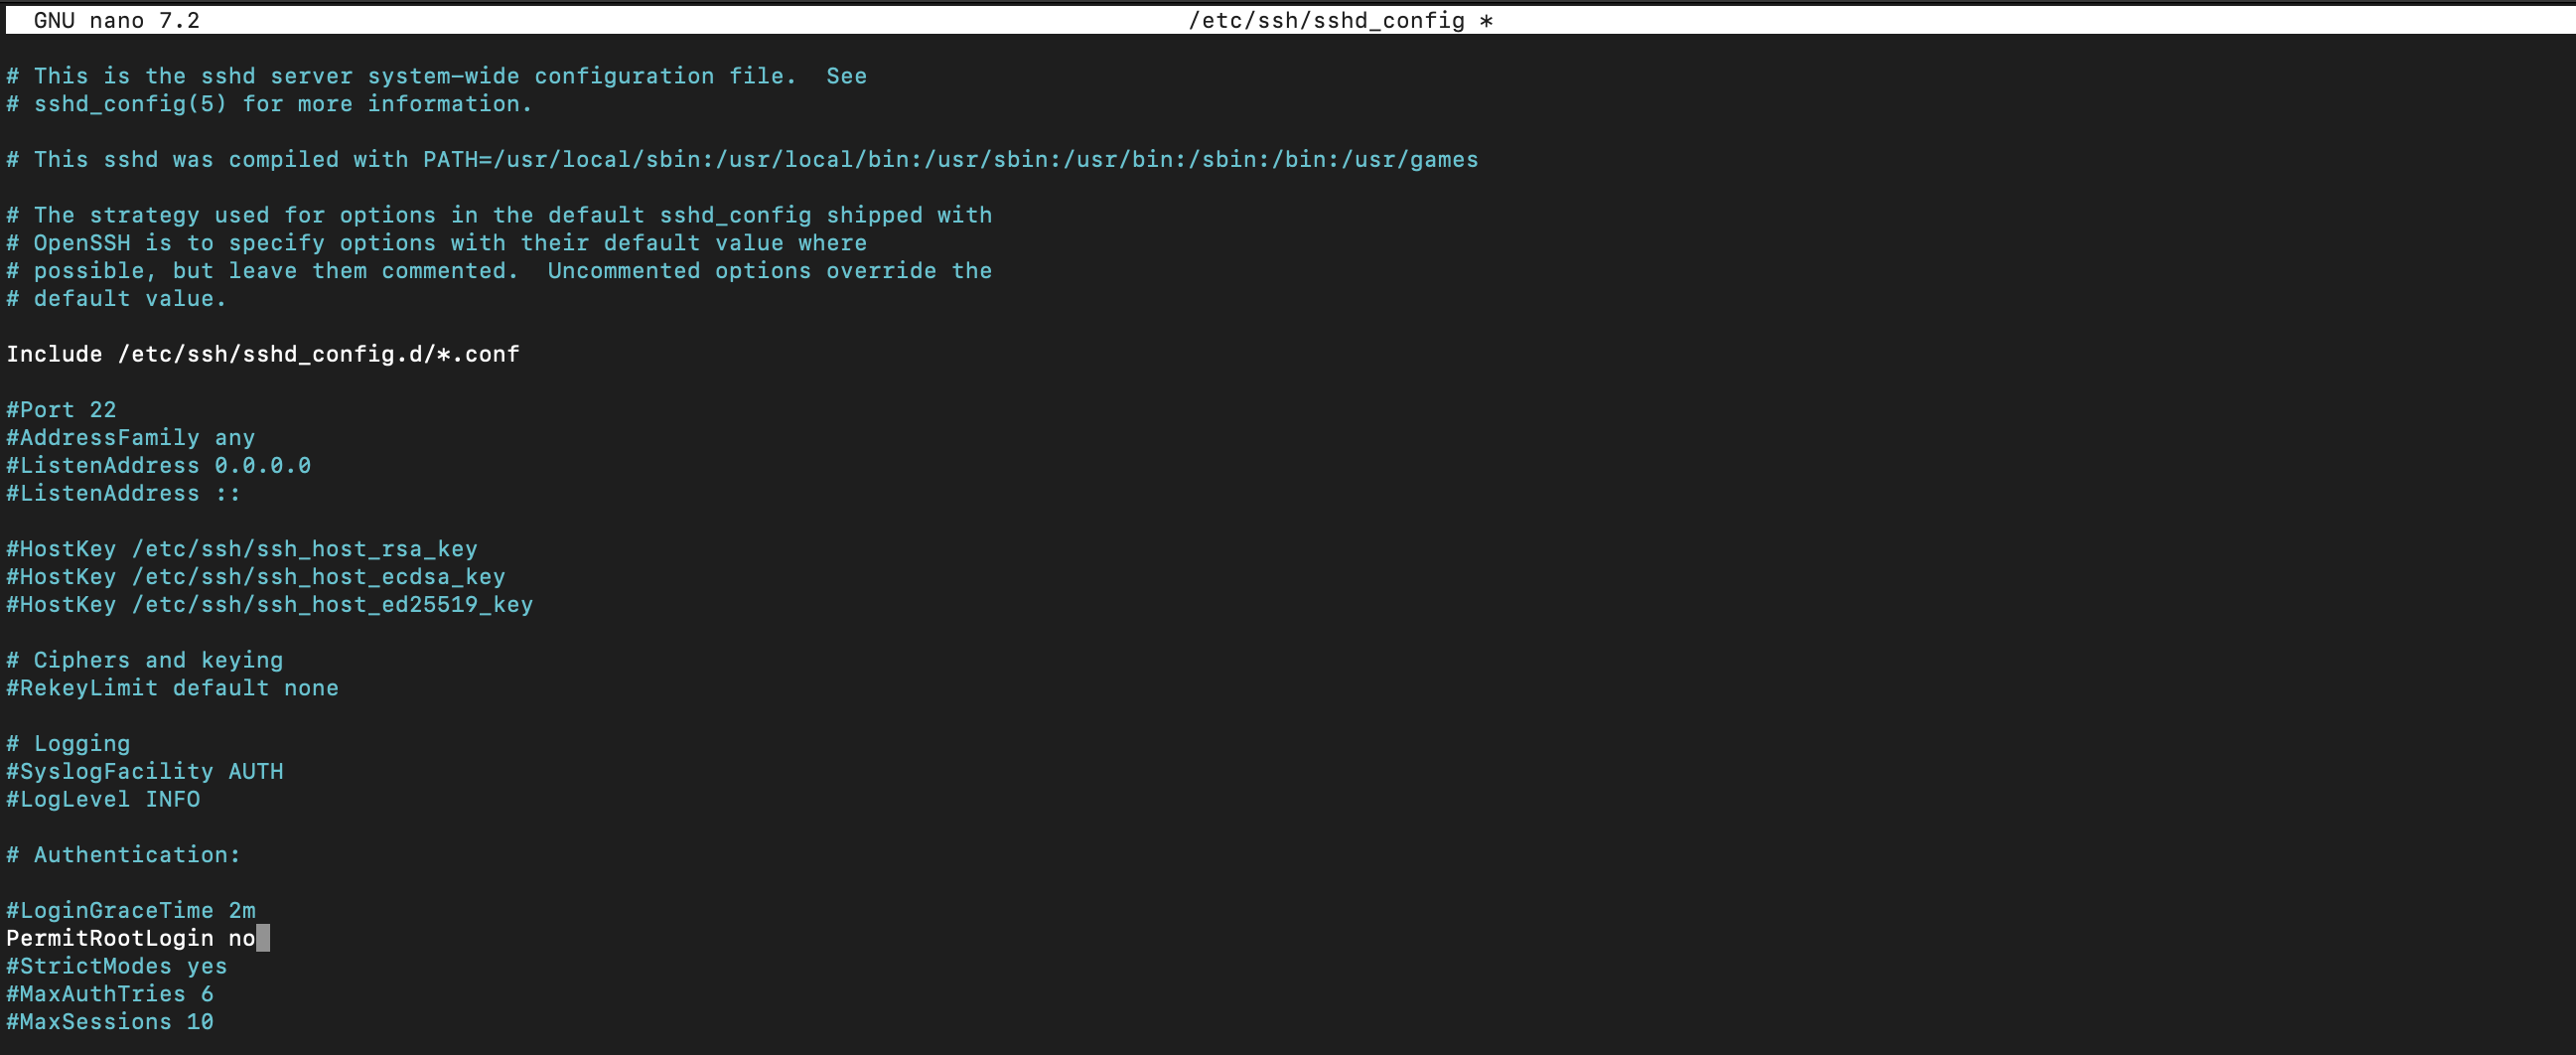 GNU nano 7.2 /etc/ssh/sshd_config *
# This is the sshd server system-wide configuration file.  See
# sshd_config(5) for more information.
# This sshd was compiled with PATH=/usr/local/sbin:/usr/local/bin:/usr/sbin:/usr/bin:/sbin:/bin:/usr/games
# The strategy used for options in the default sshd_config shipped with
# OpenSSH is to specify options with their default value where
# possible, but leave them commented.  Uncommented options override the
# default value.
Include /etc/ssh/sshd_config.d/*.conf
#Port 22
#AddressFamily any
#ListenAddress 0.0.0.0
#ListenAddress ::
#HostKey /etc/ssh/ssh_host_rsa_key
#HostKey /etc/ssh/ssh_host_ecdsa_key
#HostKey /etc/ssh/ssh_host_ed25519_key
# Ciphers and keying
#RekeyLimit default none
# Logging
#SyslogFacility AUTH
#LogLevel INFO
# Authentication:
#LoginGraceTime 2m
PermitRootLogin no
#StrictModes yes
#MaxAuthTries 6
#MaxSessions 10